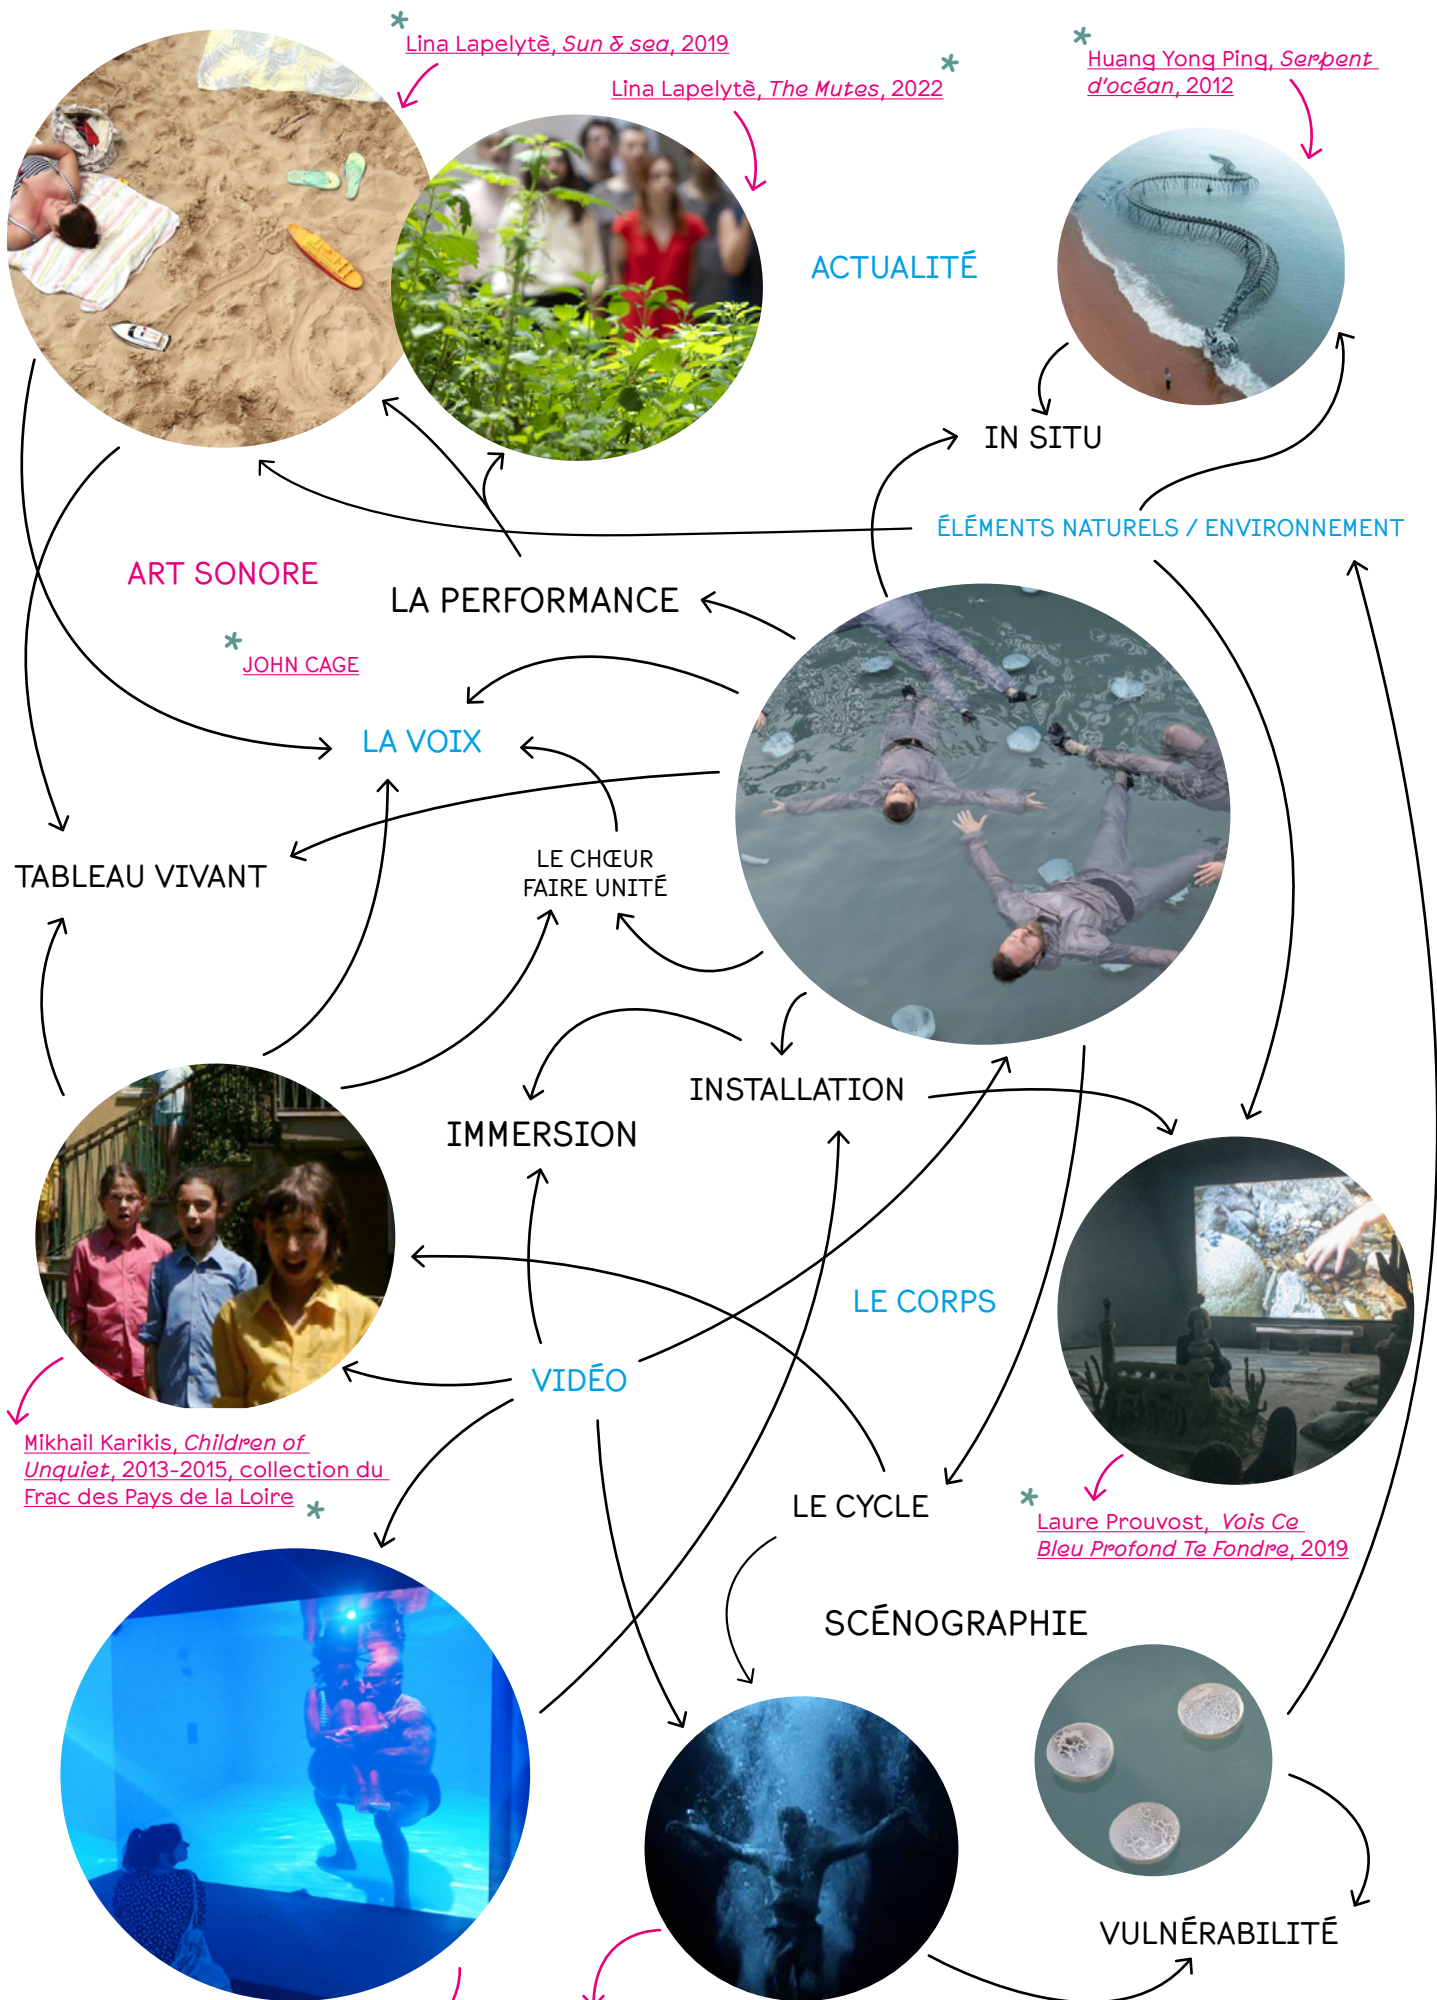 * Lina Lapelytè, Sun & sea, 2019
Lina Lapelytè, The Mutes, 2022 *
* Huang Yong Ping, Serpent
d'océan, 2012
ACTUALITÉ
IN SITU
ÉLÉMENTS NATURELS / ENVIRONNEMENT
ART SONORE
LA PERFORMANCE
* JOHN CAGE
LA VOIX
LE CHŒUR
FAIRE UNITÉ
TABLEAU VIVANT
INSTALLATION
IMMERSION
LE CORPS
VIDÉO
Mikhail Karikis, Children of
Unquiet, 2013-2015, collection du
Frac des Pays de la Loire *
LE CYCLE
* Laure Prouvost, Vois Ce
Bleu Profond Te Fondre, 2019
SCÉNOGRAPHIE
VULNÉRABILITÉ